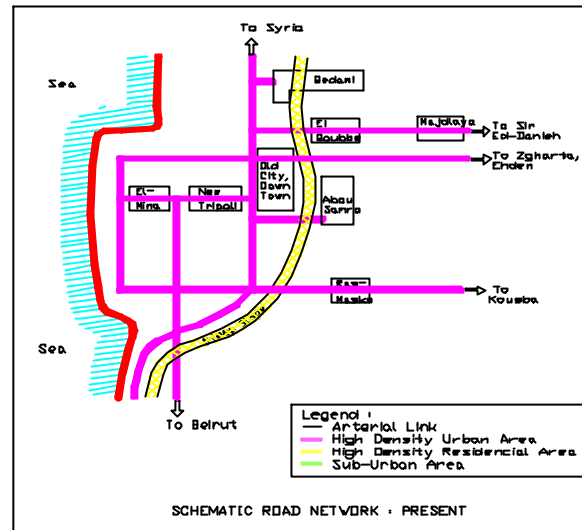 To Syria
Sea
Bedawi
El
Qoubba
Majdlaya
To Sir
Ed-Danieh
To Zgharta,
Ehden
Old
City,
Down
Town
El-
Mina
New
Tripoli
Abou
Samra
Ras-
Maska
To
Kousba
Sea
To Beirut
Legend :
Arterial Link
High Density Urban Area
High Density Residencial Area
Sub-Urban Area
SCHEMATIC ROAD NETWORK : PRESENT